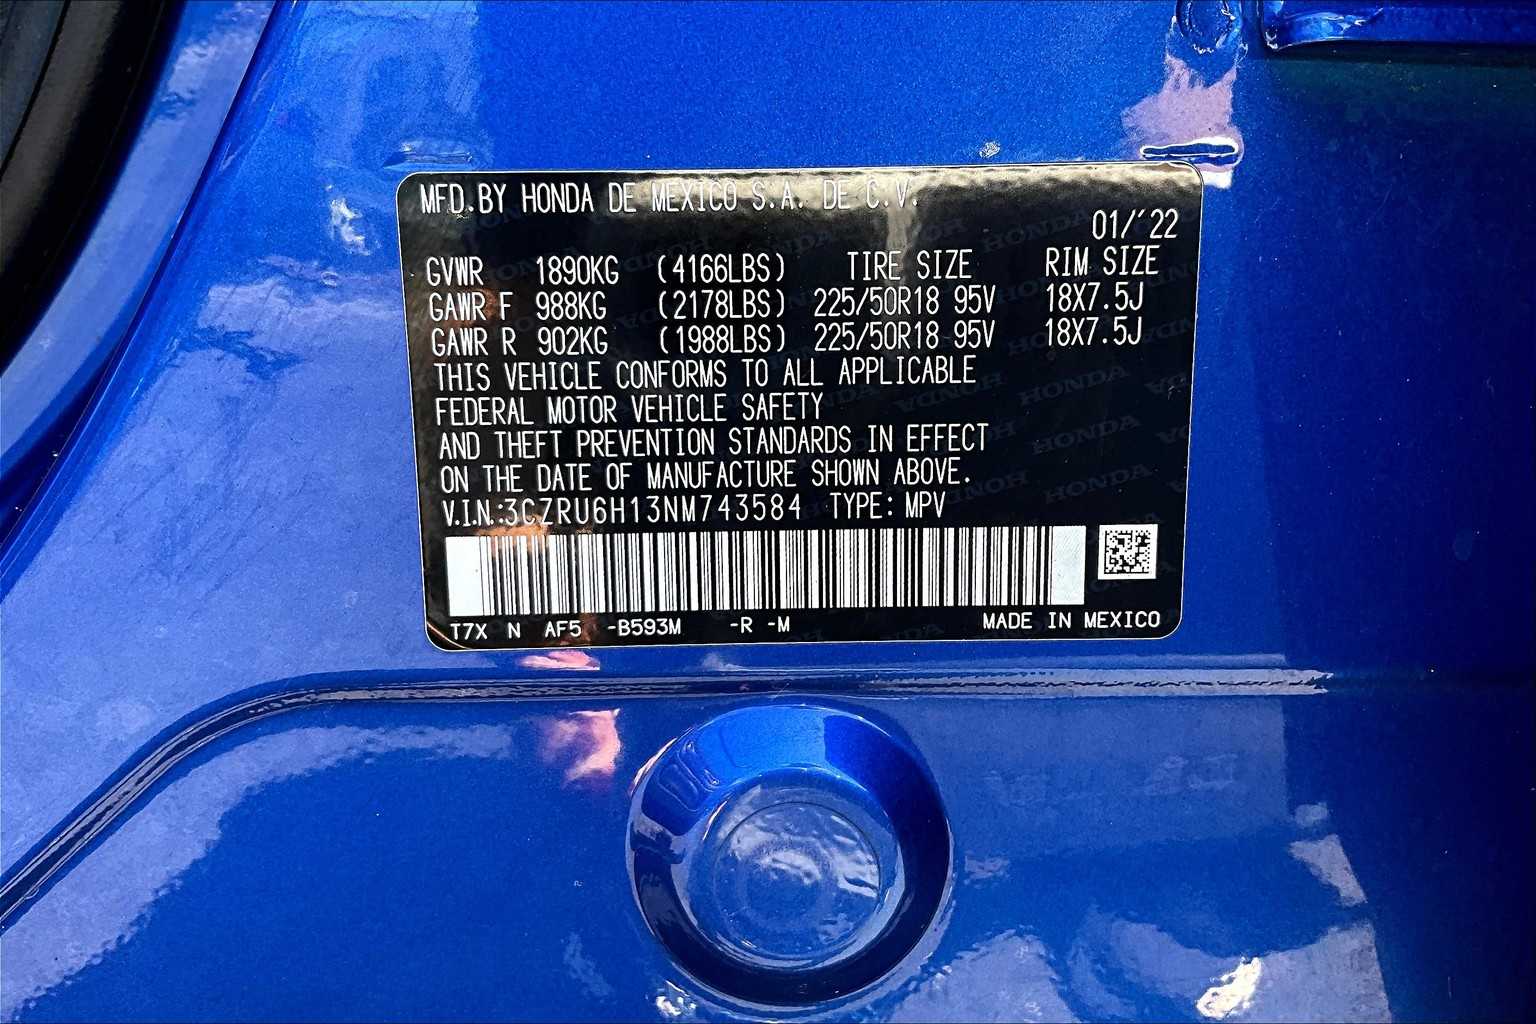 MFD.BY HONDA DE MEXICO S.A. DE C.V.
01/'22
GVWR 1890KG (4166LBS) TIRE SIZE RIM SIZE
GAWR F 988KG (2178LBS) 225/50R18 95V 18X7.5J
GAWR R 902KG (1988LBS) 225/50R18 95V 18X7.5J
THIS VEHICLE CONFORMS TO ALL APPLICABLE
FEDERAL MOTOR VEHICLE SAFETY
AND THEFT PREVENTION STANDARDS IN EFFECT
ON THE DATE OF MANUFACTURE SHOWN ABOVE.
V.I.N.:3CZRU6H13NM743584 TYPE: MPV
T7X N AF5 -B593M -R -M MADE IN MEXICO